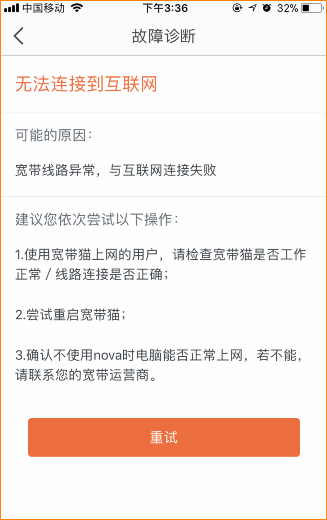 中国移动 下午3:36 32%
故障诊断
无法连接到互联网
可能的原因：
宽带线路异常，与互联网连接失败
建议您依次尝试以下操作：
1.使用宽带猫上网的用户，请检查宽带猫是否工作
正常 / 线路连接是否正确；
2.尝试重启宽带猫；
3.确认不使用nova时电脑能否正常上网，若不能，
请联系您的宽带运营商。
重试